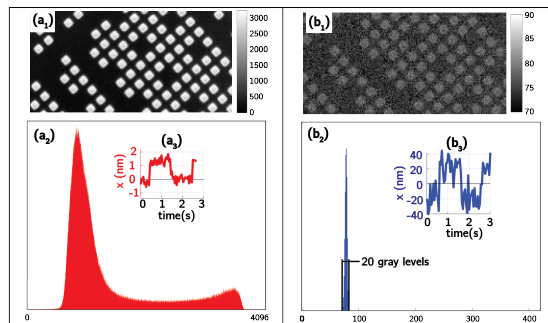 (a1)
3000
2500
2000
1500
1000
500
0
(b1)
90
85
80
75
70
(a2)
(a3)
x (nm)
2
1
0
-1
0 1 2 3
time(s)
0 4096
(b2)
(b3)
x (nm)
40
20
0
-20
-40
0 1 2 3
time(s)
20 gray levels
0 100 200 300 400